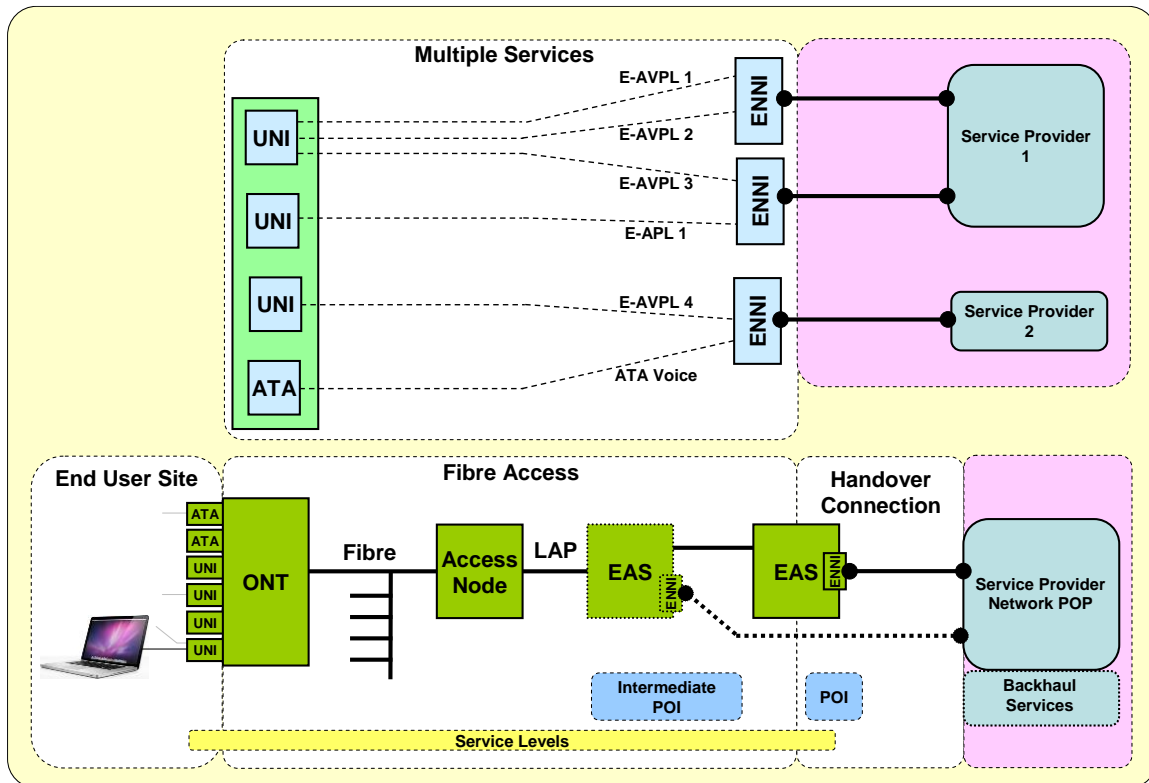 Multiple Services
E-AVPL 1
E-AVPL 2
E-AVPL 3
E-APL 1
E-AVPL 4
ATA Voice
UNI
UNI
UNI
ATA
ENNI
ENNI
ENNI
Service Provider
1
Service Provider
2
End User Site
Fibre Access
Handover
Connection
ATA
ATA
UNI
UNI
UNI
UNI
ONT
Fibre
Access
Node
LAP
EAS
ENNI
EAS
ENNI
Service Provider
Network POP
Intermediate
POI
POI
Backhaul
Services
Service Levels